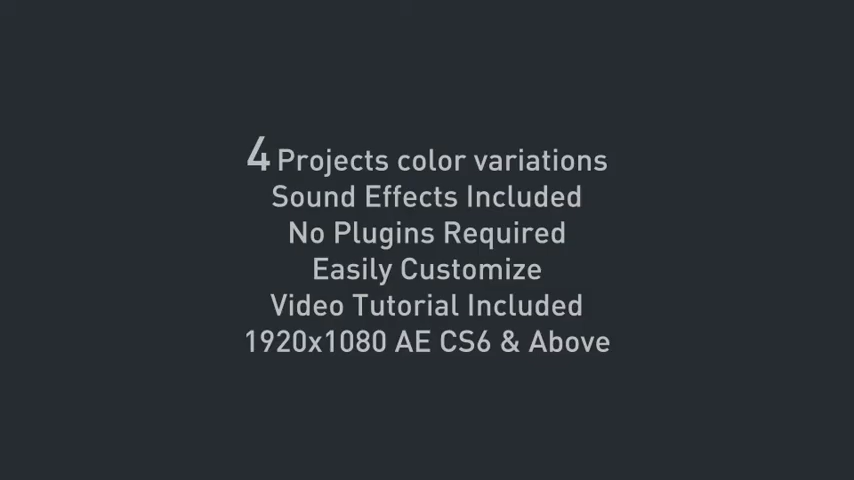 4 Projects color variations
Sound Effects Included
No Plugins Required
Easily Customize
Video Tutorial Included
1920x1080 AE CS6 & Above